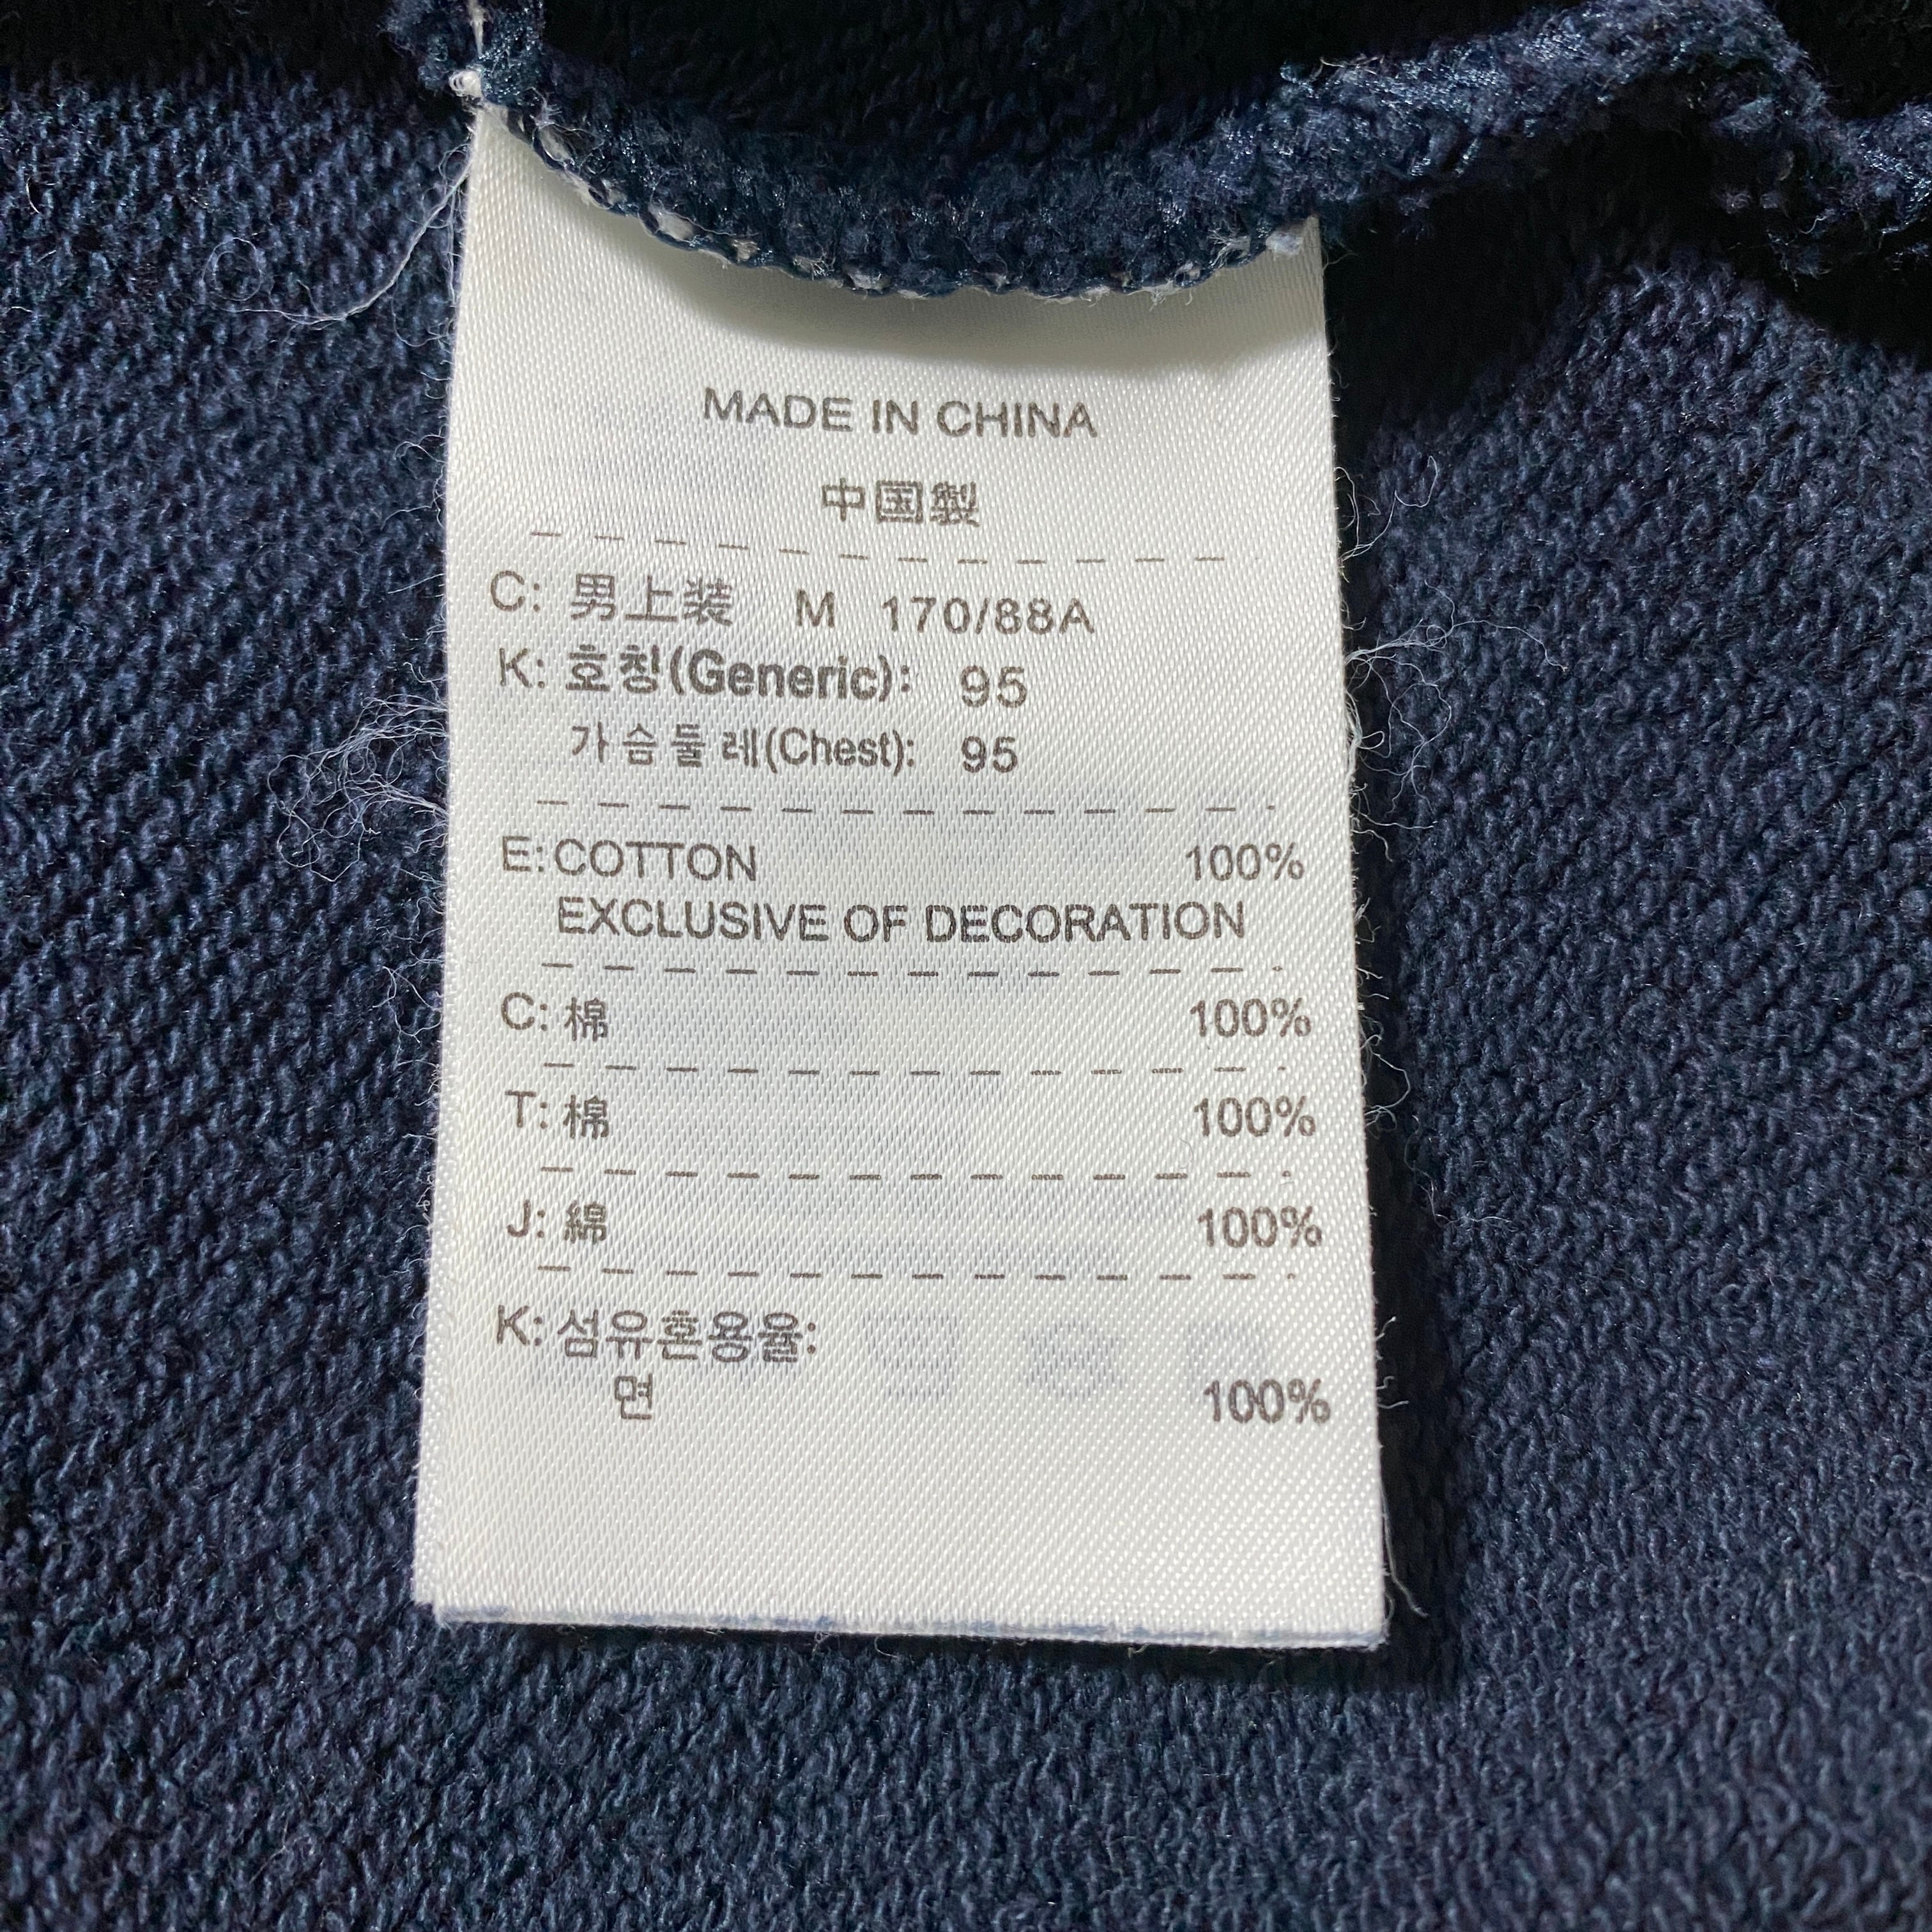 MADE IN CHINA
中国製
C: 男上装 M 170/88A
K: 호칭(Generic): 95
가슴둘레(Chest): 95
E: COTTON 100%
EXCLUSIVE OF DECORATION
C: 棉 100%
T: 棉 100%
J: 綿 100%
K: 섬유혼용율:
면 100%